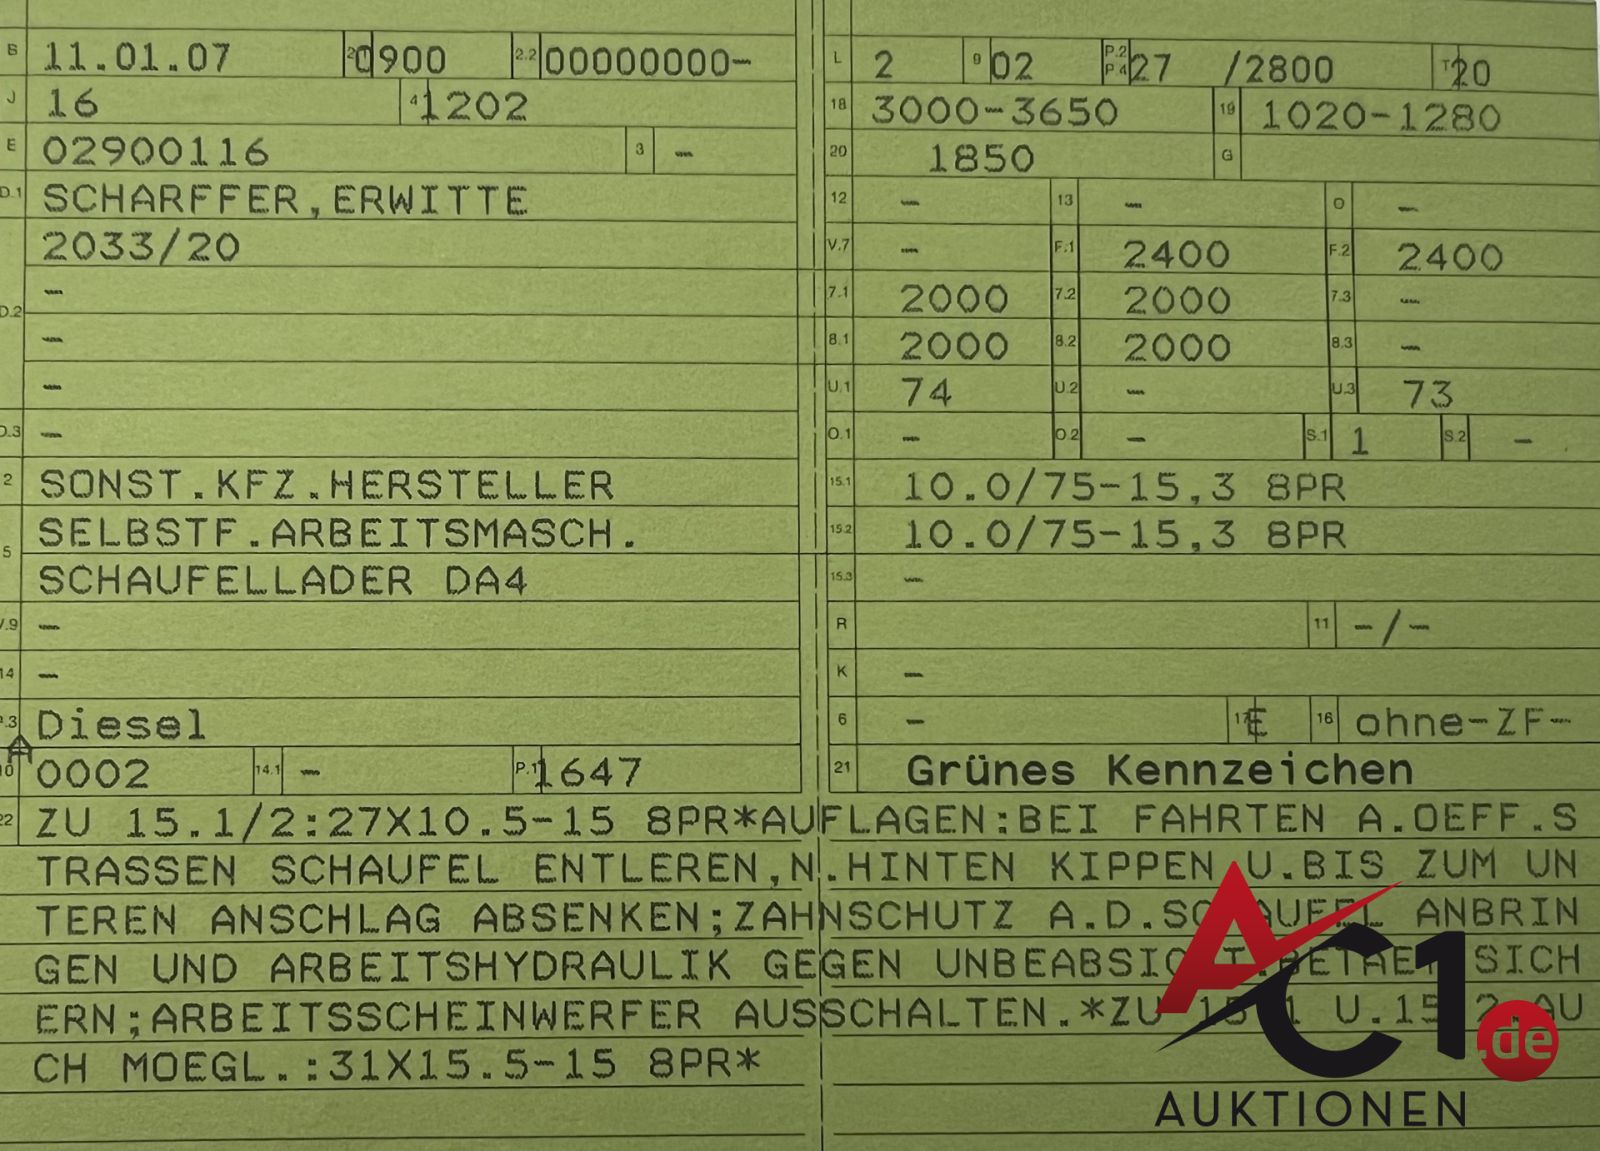 B 11.01.07 2 0900 2.2 00000000-
J 16 4 1202
E 02900116 3 -
D.1 SCHARFFER,ERWITTE
2033/20
-
D.2 -
-
D.3 -
2 SONST.KFZ.HERSTELLER
SELBSTF.ARBEITSMASCH.
5 SCHAUFELLADER DA4
V.9 -
14 -
P.3 Diesel
10 0002 14.1 - P.1 1647
L 2 9 02 P.2 P.4 27 /2800 T 20
18 3000-3650 19 1020-1280
20 1850 G
12 - 13 - Q -
V.7 - F.1 2400 F.2 2400
7.1 2000 7.2 2000 7.3 -
8.1 2000 8.2 2000 8.3 -
U.1 74 U.2 - U.3 73
O.1 - O.2 - S.1 1 S.2 -
15.1 10.0/75-15,3 8PR
15.2 10.0/75-15,3 8PR
15.3 -
R 11 -/-
K -
6 - 17 E 16 ohne-ZF-
21 Grünes Kennzeichen
22 ZU 15.1/2:27X10.5-15 8PR*AUFLAGEN:BEI FAHRTEN A.OEFF.S
TRASSEN SCHAUFEL ENTLEREN,N.HINTEN KIPPEN U.BIS ZUM UN
TEREN ANSCHLAG ABSENKEN;ZAHNSCHUTZ A.D.SCHAUFEL ANBRIN
GEN UND ARBEITSHYDRAULIK GEGEN UNBEABSICHT.BETAET.SICH
ERN;ARBEITSSCHEINWERFER AUSSCHALTEN.*ZU 15.1 U.15.2 AU
CH MOEGL.:31X15.5-15 8PR*
AC1.de
AUKTIONEN